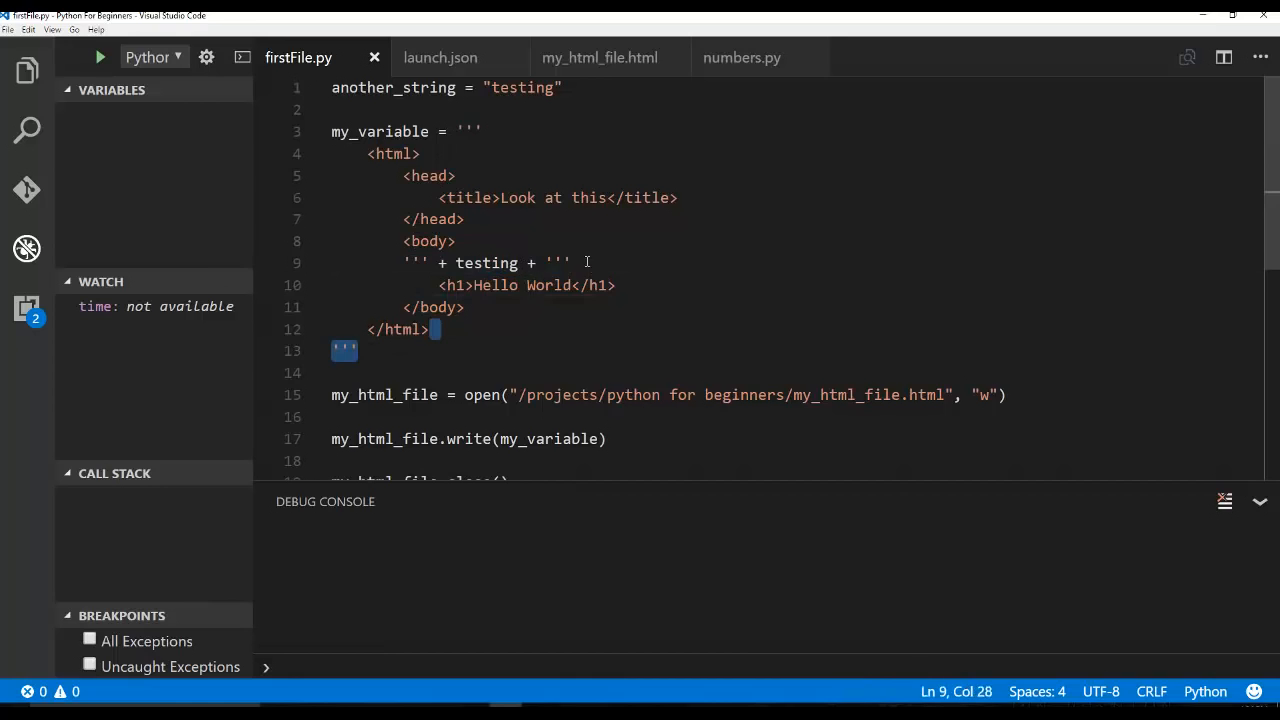 firstFile.py - Python For Beginners - Visual Studio Code
File Edit View Go Help
Python
firstFile.py
launch.json
my_html_file.html
numbers.py
VARIABLES
WATCH
time: not available
CALL STACK
BREAKPOINTS
All Exceptions
Uncaught Exceptions
1 another_string = "testing"
2
3 my_variable = '''
4 <html>
5 <head>
6 <title>Look at this</title>
7 </head>
8 <body>
9 ''' + testing + '''
10 <h1>Hello World</h1>
11 </body>
12 </html>
13 '''
14
15 my_html_file = open("/projects/python for beginners/my_html_file.html", "w")
16
17 my_html_file.write(my_variable)
18
my_html_file.close()
DEBUG CONSOLE
2
0 0
Ln 9, Col 28
Spaces: 4
UTF-8
CRLF
Python